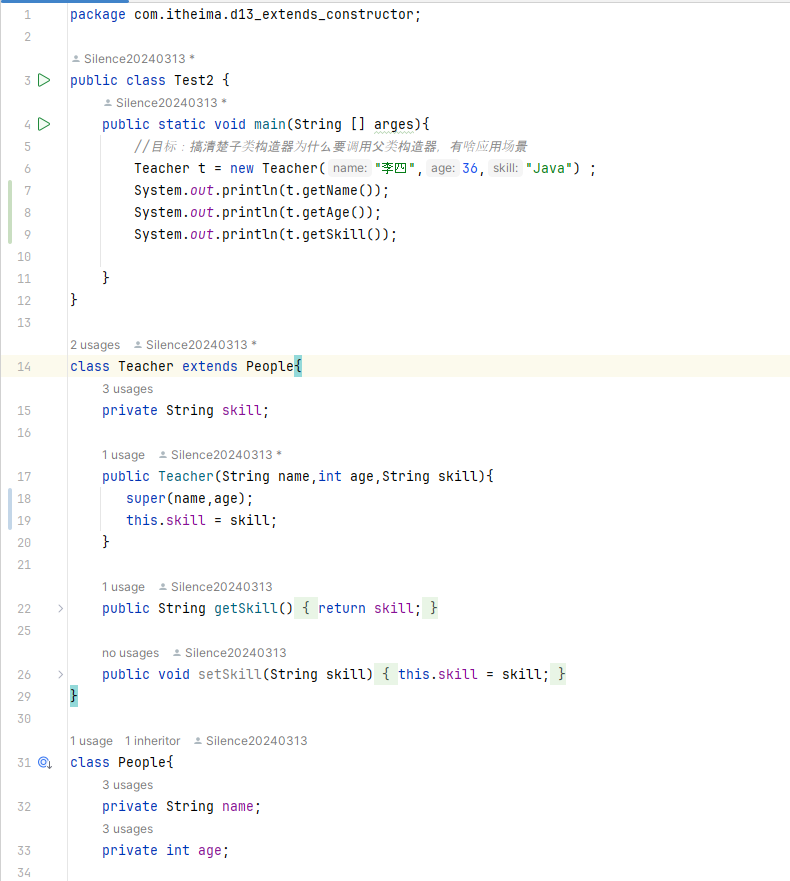 1 package com.itheima.d13_extends_constructor;
2
Silence20240313 *
3 public class Test2 {
Silence20240313 *
4 public static void main(String [] arges){
5 //目标：搞清楚子类构造器为什么要调用父类构造器，有啥应用场景
6 Teacher t = new Teacher( name: "李四", age: 36, skill: "Java") ;
7 System.out.println(t.getName());
8 System.out.println(t.getAge());
9 System.out.println(t.getSkill());
10
11 }
12 }
13
2 usages Silence20240313 *
14 class Teacher extends People{
3 usages
15 private String skill;
16
1 usage Silence20240313 *
17 public Teacher(String name,int age,String skill){
18 super(name,age);
19 this.skill = skill;
20 }
21
1 usage Silence20240313
22 public String getSkill() { return skill; }
25
no usages Silence20240313
26 public void setSkill(String skill) { this.skill = skill; }
29 }
30
1 usage 1 inheritor Silence20240313
31 class People{
3 usages
32 private String name;
3 usages
33 private int age;
34